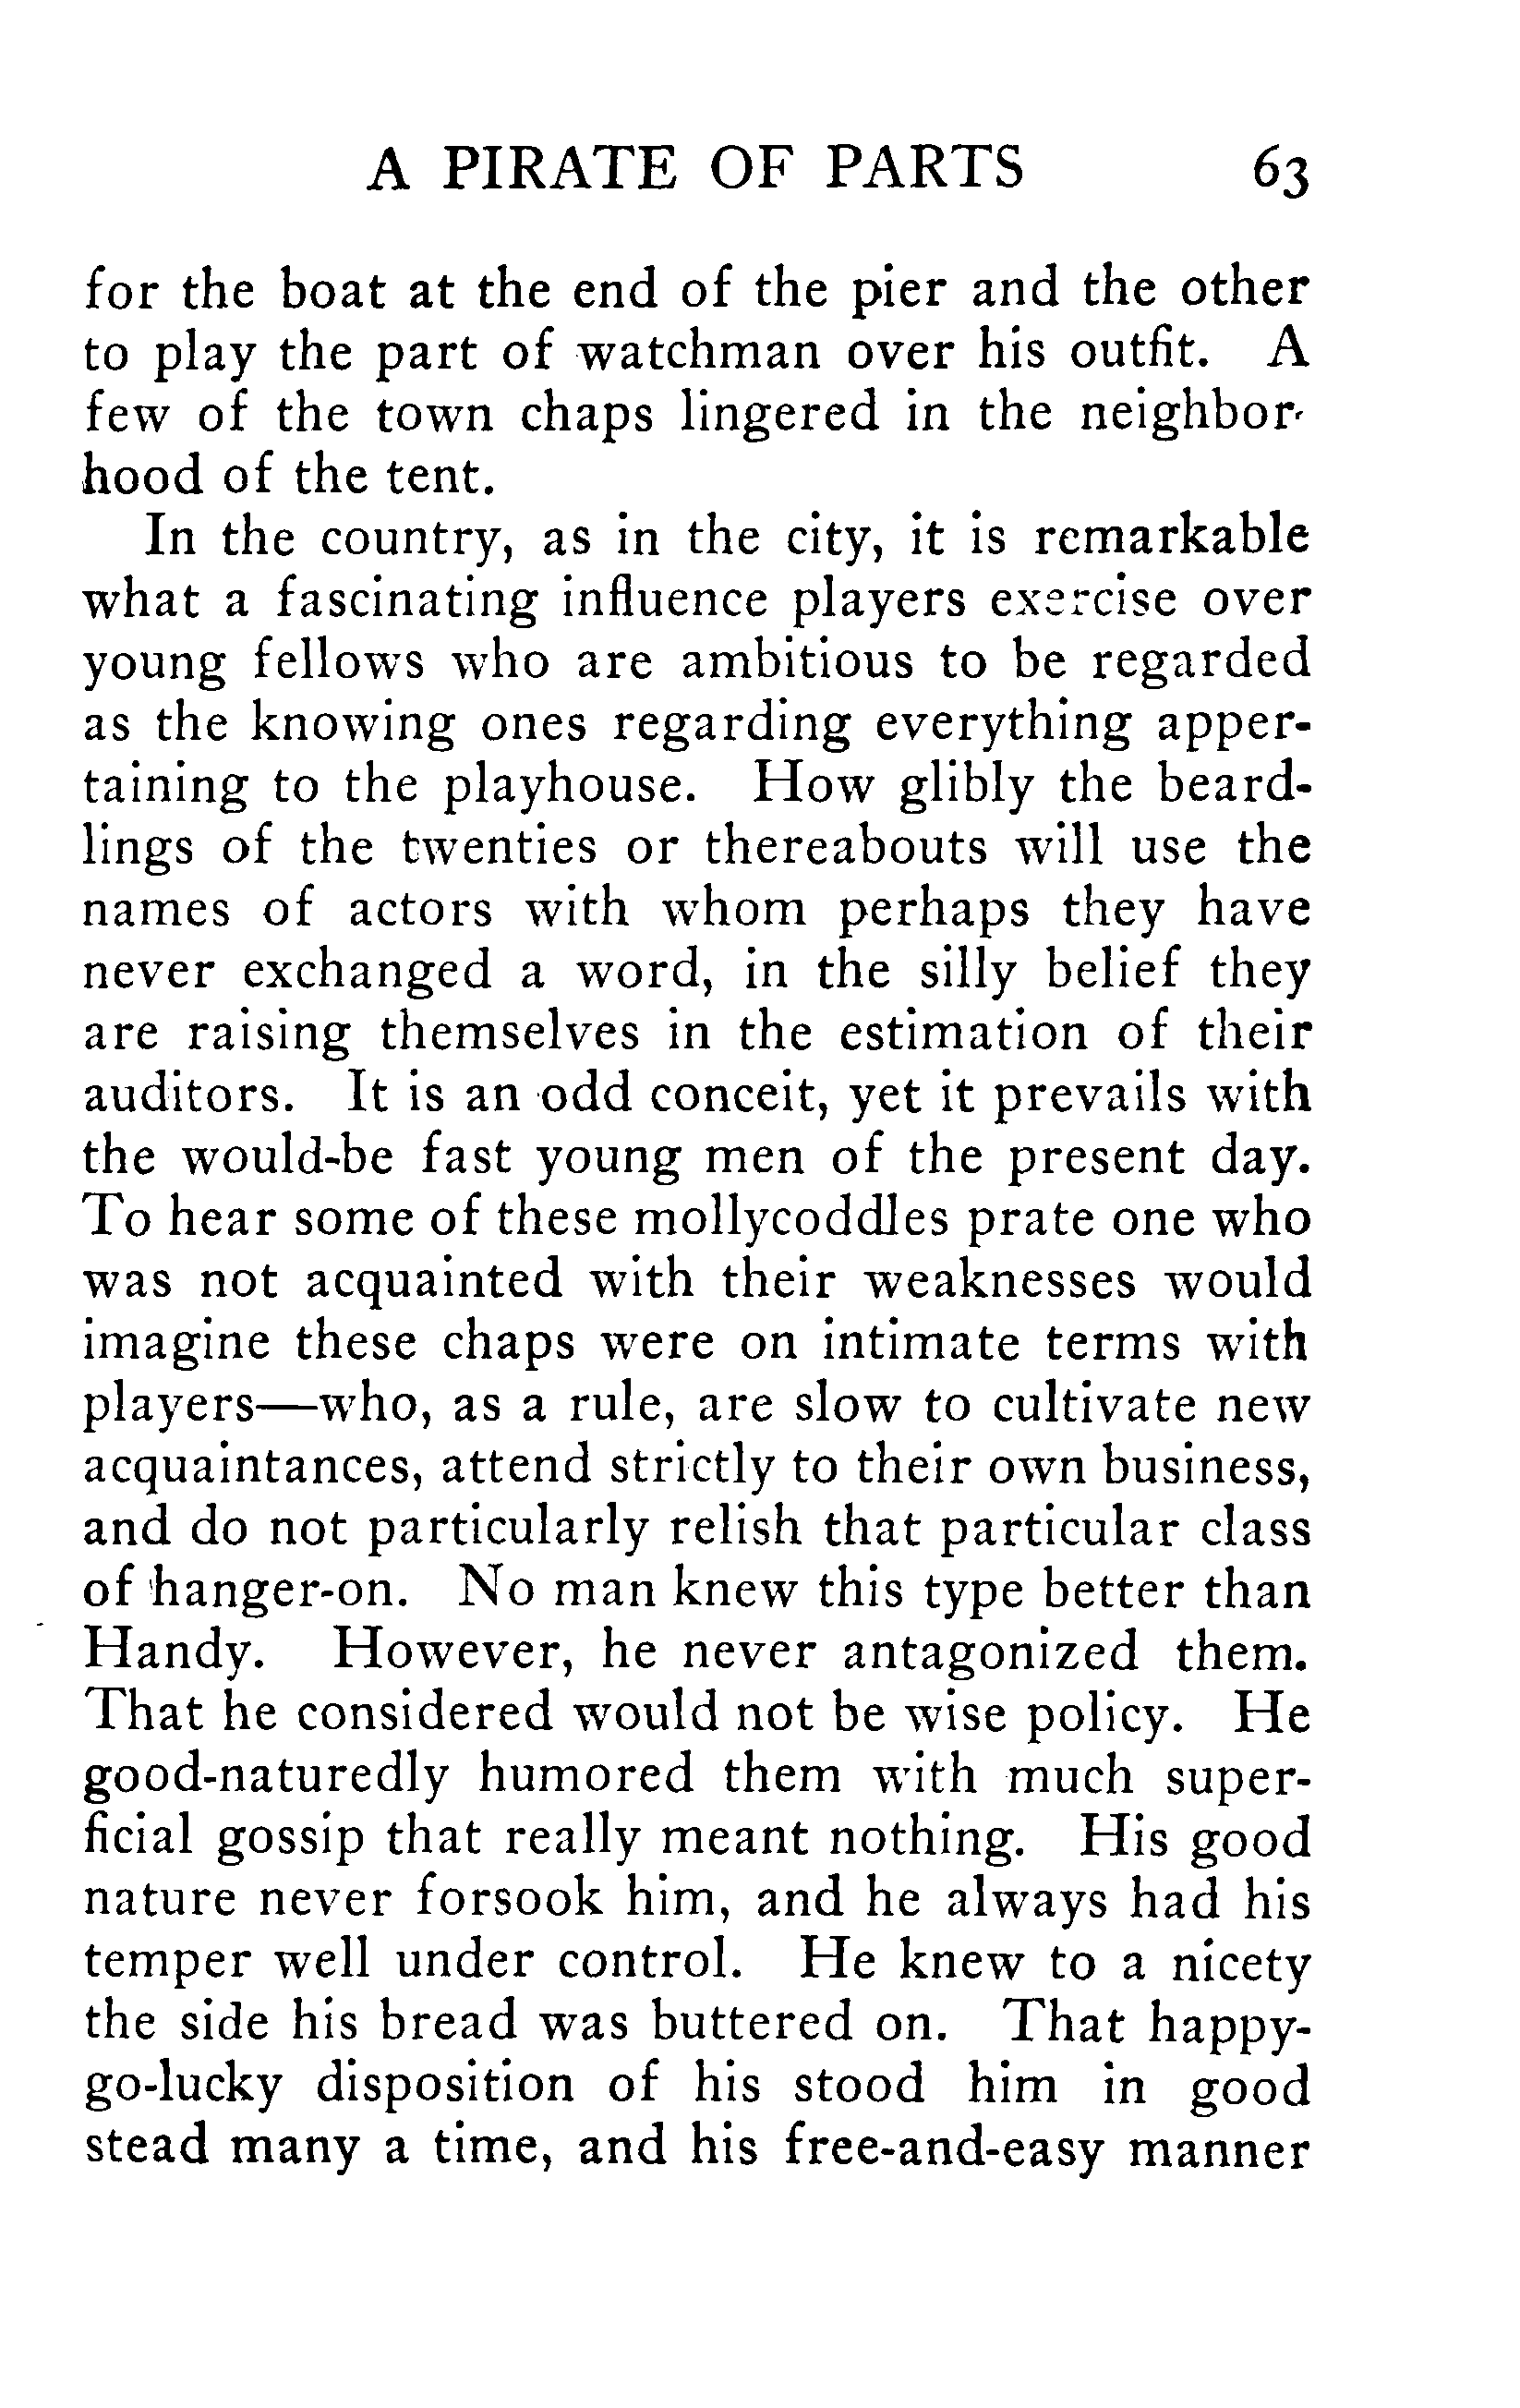 A PIRATE OF PARTS 63
for the boat at the end of the pier and the other
to play the part of watchman over his outfit. A
few of the town chaps lingered in the neighbor-
hood of the tent.
In the country, as in the city, it is remarkable
what a fascinating influence players exercise over
young fellows who are ambitious to be regarded
as the knowing ones regarding everything apper-
taining to the playhouse. How glibly the beard-
lings of the twenties or thereabouts will use the
names of actors with whom perhaps they have
never exchanged a word, in the silly belief they
are raising themselves in the estimation of their
auditors. It is an odd conceit, yet it prevails with
the would-be fast young men of the present day.
To hear some of these mollycoddles prate one who
was not acquainted with their weaknesses would
imagine these chaps were on intimate terms with
players—who, as a rule, are slow to cultivate new
acquaintances, attend strictly to their own business,
and do not particularly relish that particular class
of hanger-on. No man knew this type better than
Handy. However, he never antagonized them.
That he considered would not be wise policy. He
good-naturedly humored them with much super-
ficial gossip that really meant nothing. His good
nature never forsook him, and he always had his
temper well under control. He knew to a nicety
the side his bread was buttered on. That happy-
go-lucky disposition of his stood him in good
stead many a time, and his free-and-easy manner